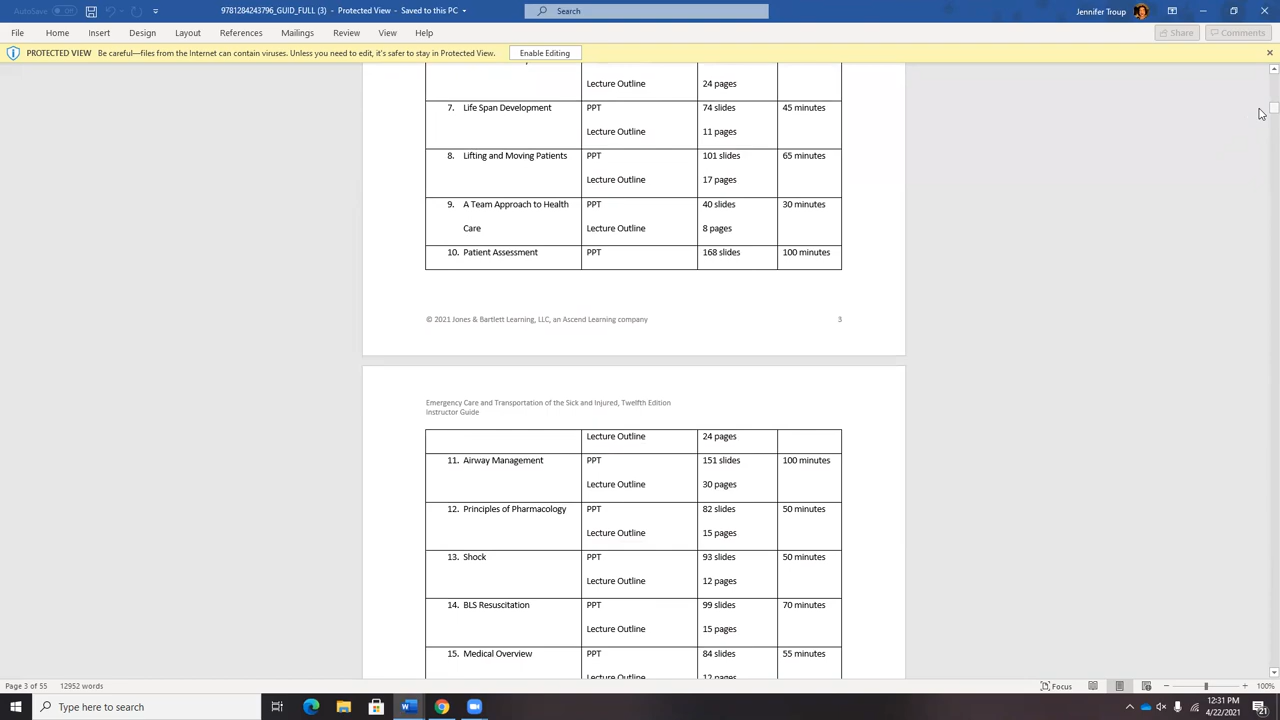 AutoSave Off 9781284243796_GUID_FULL (3) - Protected View • Saved to this PC Search Jennifer Troup
File Home Insert Design Layout References Mailings Review View Help Share Comments
PROTECTED VIEW Be careful—files from the Internet can contain viruses. Unless you need to edit, it's safer to stay in Protected View. Enable Editing
Lecture Outline 24 pages
7. Life Span Development PPT 74 slides 45 minutes
Lecture Outline 11 pages
8. Lifting and Moving Patients PPT 101 slides 65 minutes
Lecture Outline 17 pages
9. A Team Approach to Health PPT 40 slides 30 minutes
Care Lecture Outline 8 pages
10. Patient Assessment PPT 168 slides 100 minutes
© 2021 Jones & Bartlett Learning, LLC, an Ascend Learning company 3
Emergency Care and Transportation of the Sick and Injured, Twelfth Edition
Instructor Guide
Lecture Outline 24 pages
11. Airway Management PPT 151 slides 100 minutes
Lecture Outline 30 pages
12. Principles of Pharmacology PPT 82 slides 50 minutes
Lecture Outline 15 pages
13. Shock PPT 93 slides 50 minutes
Lecture Outline 12 pages
14. BLS Resuscitation PPT 99 slides 70 minutes
Lecture Outline 15 pages
15. Medical Overview PPT 84 slides 55 minutes
Lecture Outline 12 pages
Page 3 of 55 12952 words Focus 100%
Type here to search 12:31 PM
4/22/2021